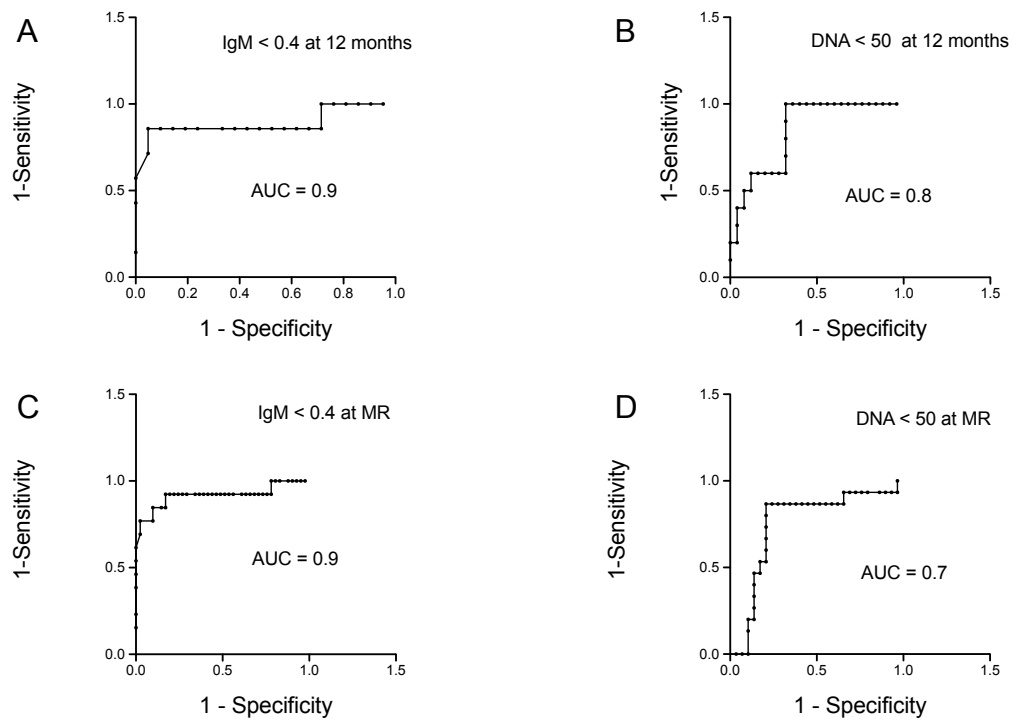 A
IgM < 0.4 at 12 months
1.5
1.0
0.5
0.0
1-Sensitivity
AUC = 0.9
0.0 0.2 0.4 0.6 0.8 1.0
1 - Specificity
B
DNA < 50 at 12 months
1.5
1.0
0.5
0.0
1-Sensitivity
AUC = 0.8
0.0 0.5 1.0 1.5
1 - Specificity
C
IgM < 0.4 at MR
1.5
1.0
0.5
0.0
1-Sensitivity
AUC = 0.9
0.0 0.5 1.0 1.5
1 - Specificity
D
DNA < 50 at MR
1.5
1.0
0.5
0.0
1-Sensitivity
AUC = 0.7
0.0 0.5 1.0 1.5
1 - Specificity